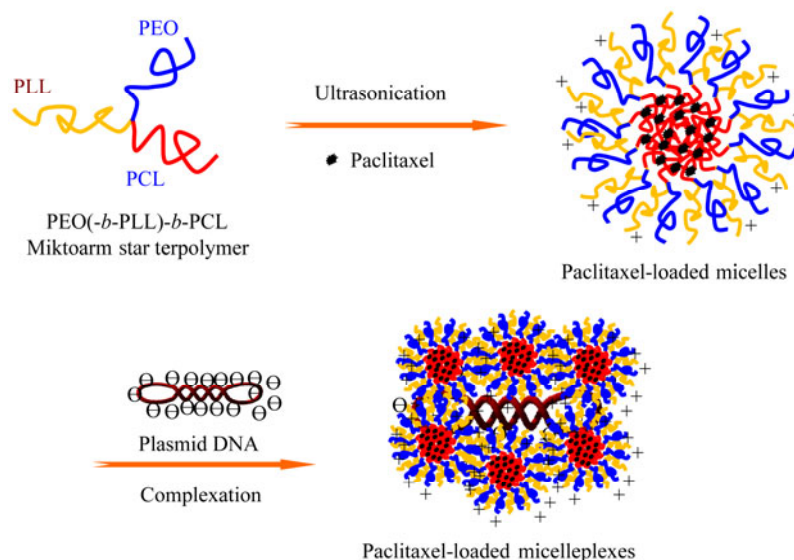 PEO
PLL
PCL
PEO(-b-PLL)-b-PCL
Miktoarm star terpolymer
Ultrasonication
Paclitaxel
Paclitaxel-loaded micelles
Plasmid DNA
Complexation
Paclitaxel-loaded micelleplexes